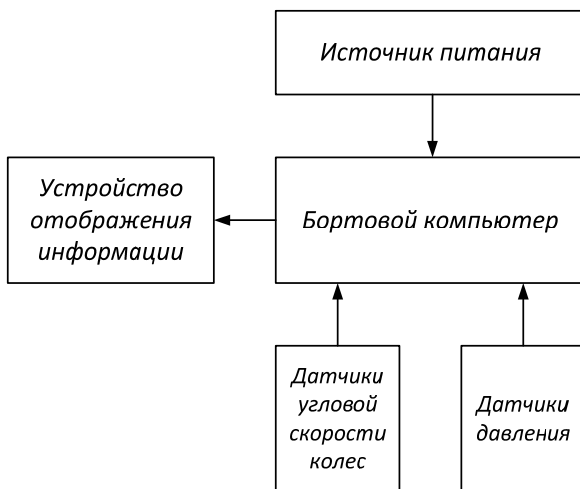 Источник питания
Устройство
отображения
информации
Бортовой компьютер
Датчики
угловой
скорости
колес
Датчики
давления